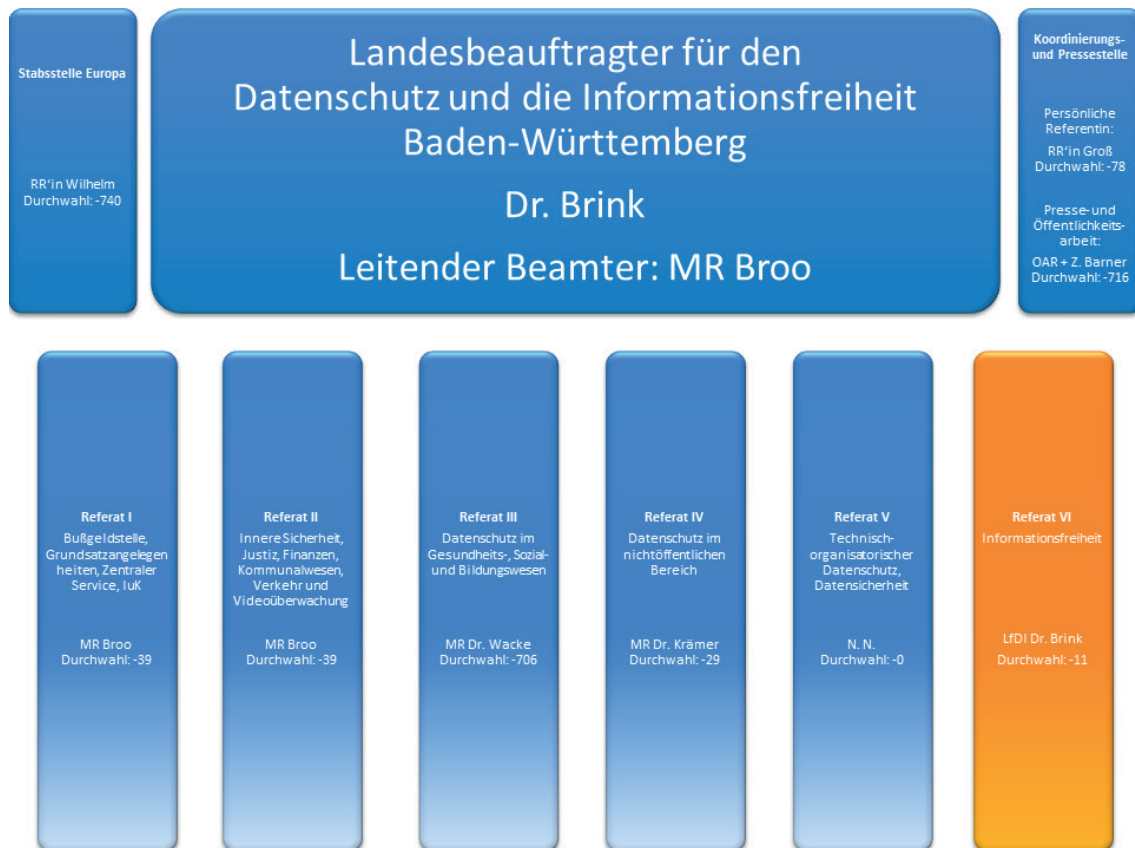 Stabsstelle Europa
RR'in Wilhelm
Durchwahl: -740
Landesbeauftragter für den
Datenschutz und die Informationsfreiheit
Baden-Württemberg
Dr. Brink
Leitender Beamter: MR Broo
Koordinierungs-
und Pressestelle
Persönliche
Referentin:
RR'in Groß
Durchwahl: -78
Presse- und
Öffentlichkeits-
arbeit:
OAR + Z. Barner
Durchwahl: -716
Referat I
Bußgeldstelle,
Grundsatzangelegen
heiten, Zentraler
Service, IuK
MR Broo
Durchwahl: -39
Referat II
Innere Sicherheit,
Justiz, Finanzen,
Kommunalwesen,
Verkehr und
Videoüberwachung
MR Broo
Durchwahl: -39
Referat III
Datenschutz im
Gesundheits-, Sozial-
und Bildungswesen
MR Dr. Wacke
Durchwahl: -706
Referat IV
Datenschutz im
nichtöffentlichen
Bereich
MR Dr. Krämer
Durchwahl: -29
Referat V
Technisch-
organisatorischer
Datenschutz,
Datensicherheit
N. N.
Durchwahl: -0
Referat VI
Informationsfreiheit
LfDI Dr. Brink
Durchwahl: -11